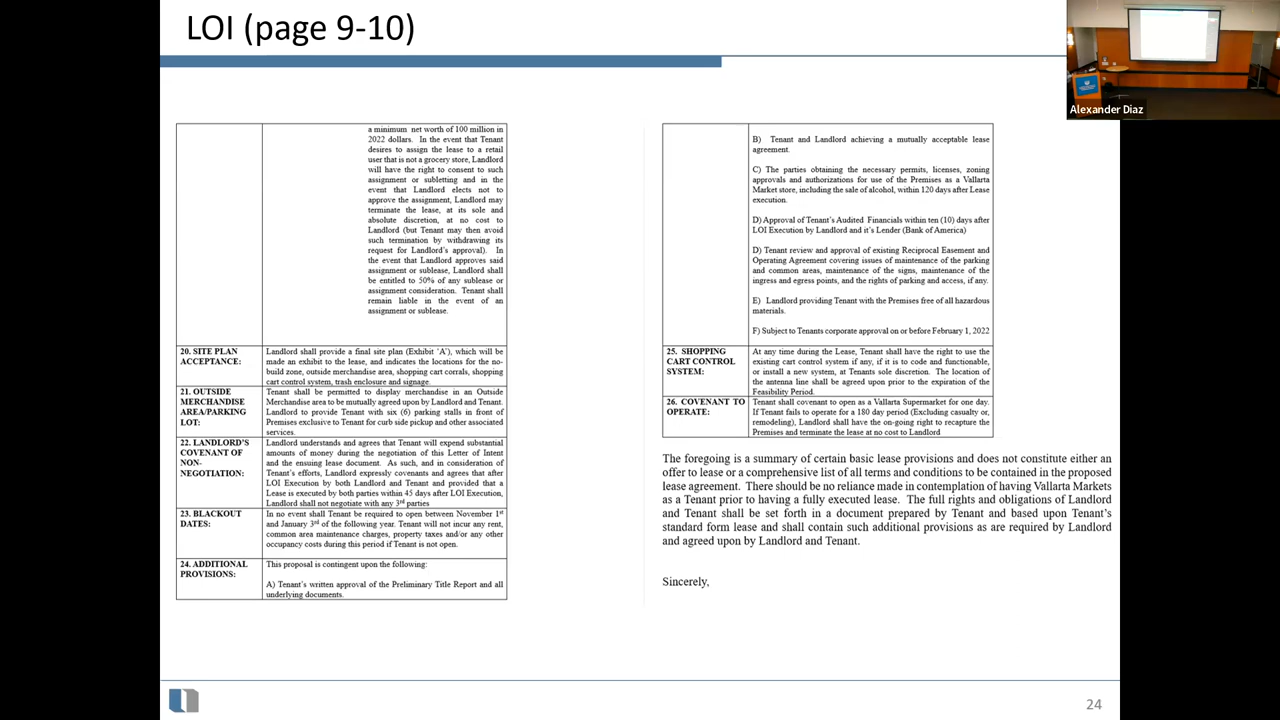 LOI (page 9-10)
Alexander Diaz
a minimum net worth of 100 million in
2022 dollars. In the event that Tenant
desires to assign the lease to a retail
user that is not a grocery store, Landlord
will have the right to consent to such
assignment or subletting and in the
event that Landlord elects not to
approve the assignment, Landlord may
terminate the lease, at its sole and
absolute discretion, at no cost to
Landlord (but Tenant may then avoid
such termination by withdrawing its
request for Landlord's approval). In
the event that Landlord approves said
assignment or sublease, Landlord shall
be entitled to 50% of any sublease or
assignment consideration. Tenant shall
remain liable in the event of an
assignment or sublease.
20. SITE PLAN
ACCEPTANCE:
Landlord shall provide a final site plan (Exhibit 'A'), which will be
made an exhibit to the lease, and indicates the locations for the no-
build zone, outside merchandise area, shopping cart corrals, shopping
cart control system, trash enclosure and signage.
21. OUTSIDE
MERCHANDISE
AREA/PARKING
LOT:
Tenant shall be permitted to display merchandise in an Outside
Merchandise area to be mutually agreed upon by Landlord and Tenant.
Landlord to provide Tenant with six (6) parking stalls in front of
Premises exclusive to Tenant for curb side pickup and other associated
services.
22. LANDLORD'S
COVENANT OF
NON-
NEGOTIATION:
Landlord understands and agrees that Tenant will expend substantial
amounts of money during the negotiation of this Letter of Intent
and the ensuing lease document. As such, and in consideration of
Tenant's efforts, Landlord expressly covenants and agrees that after
LOI Execution by both Landlord and Tenant and provided that a
Lease is executed by both parties within 45 days after LOI Execution,
Landlord shall not negotiate with any 3rd parties
23. BLACKOUT
DATES:
In no event shall Tenant be required to open between November 1st
and January 3rd of the following year. Tenant will not incur any rent,
common area maintenance charges, property taxes and/or any other
occupancy costs during this period if Tenant is not open.
24. ADDITIONAL
PROVISIONS:
This proposal is contingent upon the following:
A) Tenant's written approval of the Preliminary Title Report and all
underlying documents.
B) Tenant and Landlord achieving a mutually acceptable lease
agreement.
C) The parties obtaining the necessary permits, licenses, zoning
approvals and authorizations for use of the Premises as a Vallarta
Market store, including the sale of alcohol, within 120 days after Lease
execution.
D) Approval of Tenant's Audited Financials within ten (10) days after
LOI Execution by Landlord and it's Lender (Bank of America)
D) Tenant review and approval of existing Reciprocal Easement and
Operating Agreement covering issues of maintenance of the parking
and common areas, maintenance of the signs, maintenance of the
ingress and egress points, and the rights of parking and access, if any.
E) Landlord providing Tenant with the Premises free of all hazardous
materials.
F) Subject to Tenants corporate approval on or before February 1, 2022
25. SHOPPING
CART CONTROL
SYSTEM:
At any time during the Lease, Tenant shall have the right to use the
existing cart control system if any, if it is to code and functionable,
or install a new system, at Tenants sole discretion. The location of
the antenna line shall be agreed upon prior to the expiration of the
Feasibility Period.
26. COVENANT TO
OPERATE:
Tenant shall covenant to open as a Vallarta Supermarket for one day.
If Tenant fails to operate for a 180 day period (Excluding casualty or,
remodeling), Landlord shall have the on-going right to recapture the
Premises and terminate the lease at no cost to Landlord
The foregoing is a summary of certain basic lease provisions and does not constitute either an
offer to lease or a comprehensive list of all terms and conditions to be contained in the proposed
lease agreement. There should be no reliance made in contemplation of having Vallarta Markets
as a Tenant prior to having a fully executed lease. The full rights and obligations of Landlord
and Tenant shall be set forth in a document prepared by Tenant and based upon Tenant's
standard form lease and shall contain such additional provisions as are required by Landlord
and agreed upon by Landlord and Tenant.
Sincerely,
24